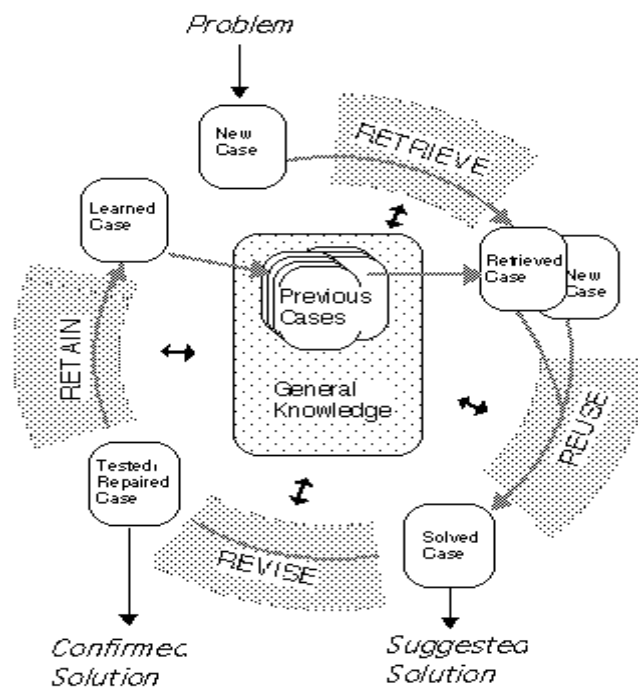 Problem
New
Case
RETRIEVE
Learned
Case
Retrieved
Case
New
Case
Previous
Cases
General
Knowledge
RETAIN
REUSE
Tested/
Repaired
Case
REVISE
Solved
Case
Confirmed
Solution
Suggested
Solution